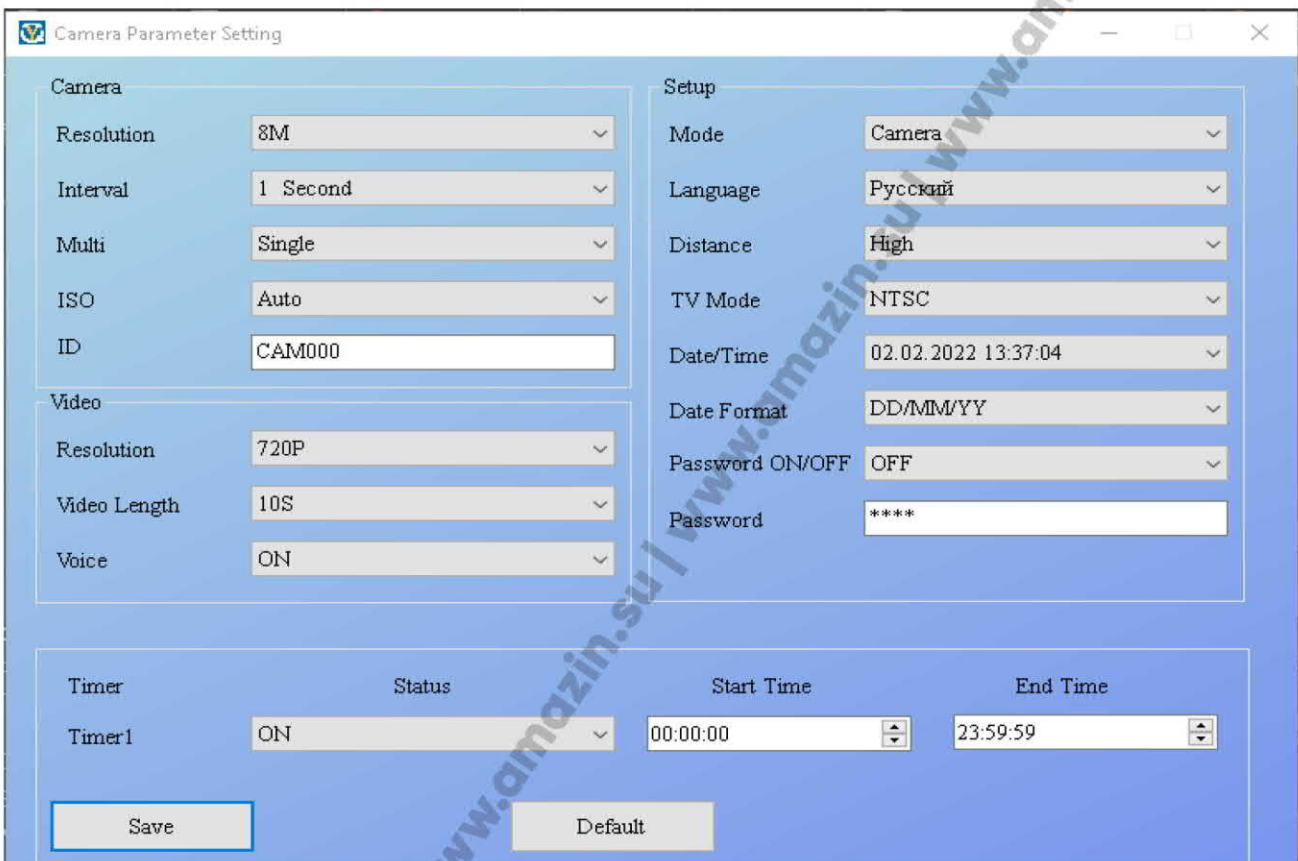 Camera Parameter Setting
Camera
Resolution 8M
Interval 1 Second
Multi Single
ISO Auto
ID CAM000
Video
Resolution 720P
Video Length 10S
Voice ON
Setup
Mode Camera
Language Русский
Distance High
TV Mode NTSC
Date/Time 02.02.2022 13:37:04
Date Format DD/MM/YY
Password ON/OFF OFF
Password ****
Timer Status Start Time End Time
Timer1 ON 00:00:00 23:59:59
Save Default
www.amazin.su | www.amazin.su | www.am